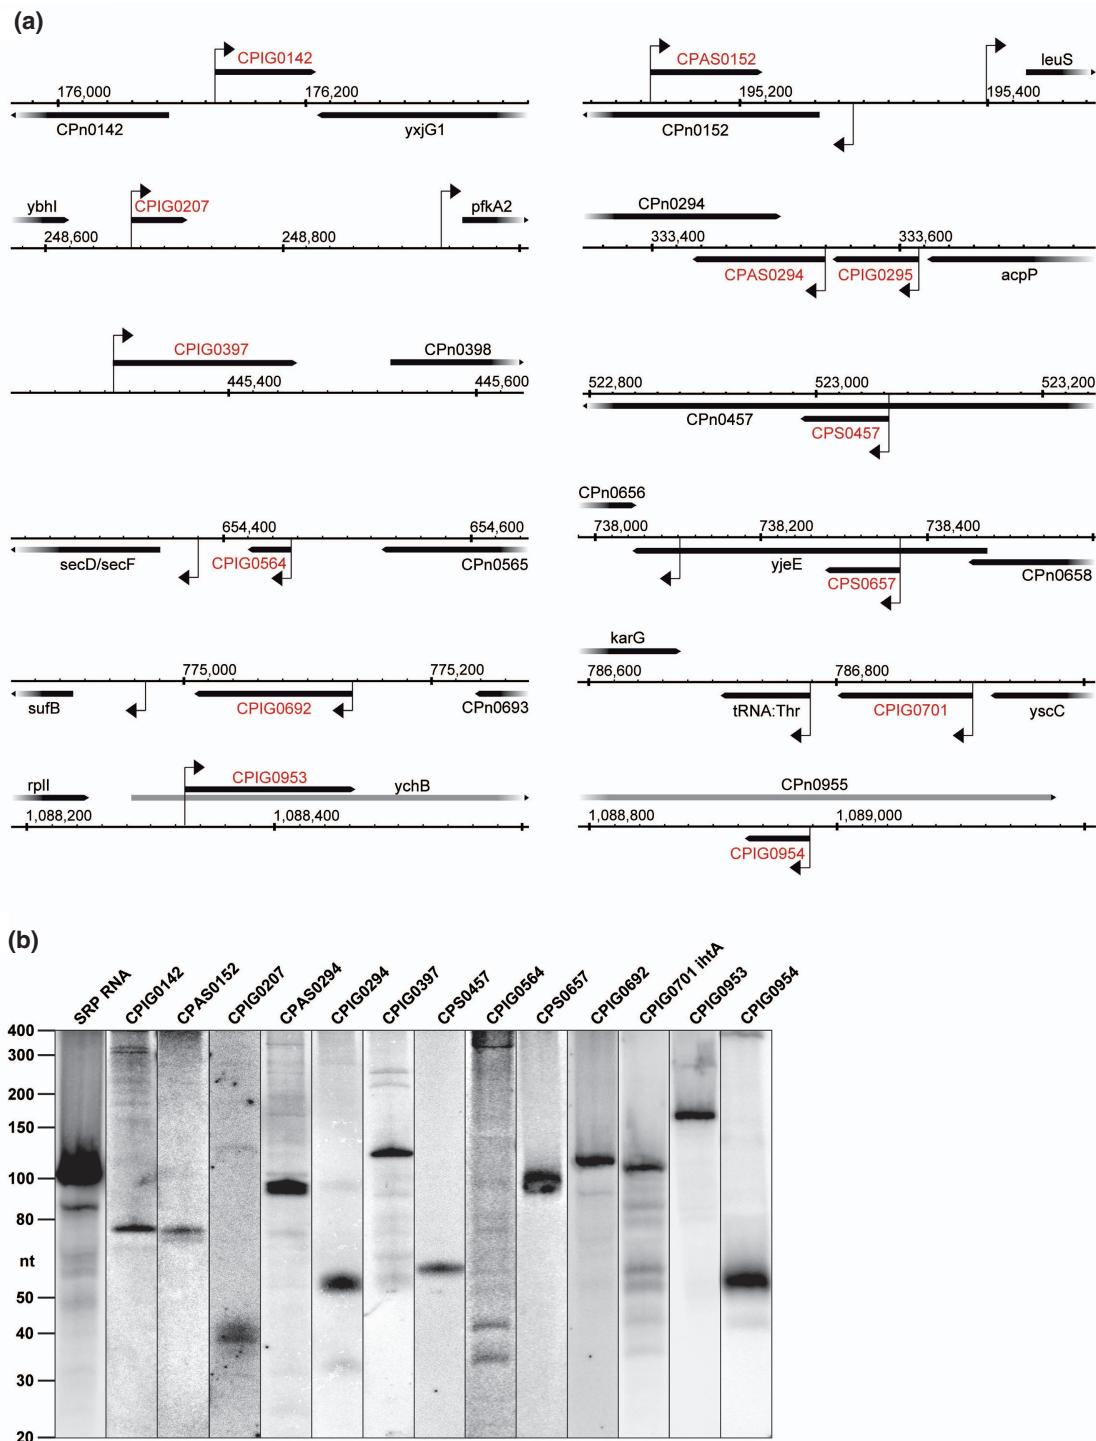 (a)
CPIG0142
176,000
176,200
CPn0142
yxjG1
CPAS0152
leuS
195,200
195,400
CPn0152
ybhI
CPIG0207
pfkA2
248,600
248,800
CPn0294
333,400
333,600
CPAS0294
CPIG0295
acpP
CPIG0397
CPn0398
445,400
445,600
522,800
523,000
523,200
CPn0457
CPS0457
654,400
654,600
secD/secF
CPIG0564
CPn0565
CPn0656
738,000
738,200
738,400
yjeE
CPS0657
CPn0658
775,000
775,200
sufB
CPIG0692
CPn0693
karG
786,600
786,800
tRNA:Thr
CPIG0701
yscC
rplI
CPIG0953
ychB
1,088,200
1,088,400
CPn0955
1,088,800
1,089,000
CPIG0954
(b)
SRP RNA
CPIG0142
CPAS0152
CPIG0207
CPAS0294
CPIG0294
CPIG0397
CPS0457
CPIG0564
CPS0657
CPIG0692
CPIG0701 ihtA
CPIG0953
CPIG0954
400
300
200
150
100
80
nt
50
40
30
20